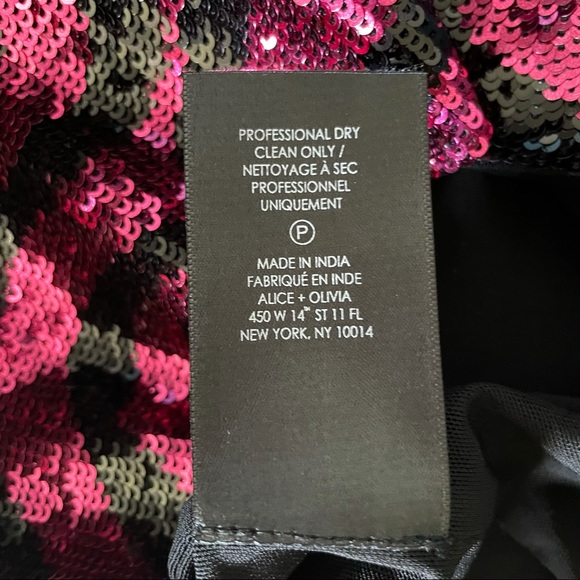 PROFESSIONAL DRY
CLEAN ONLY /
NETTOYAGE À SEC
PROFESSIONNEL
UNIQUEMENT
P
MADE IN INDIA
FABRIQUÉ EN INDE
ALICE + OLIVIA
450 W 14TH ST 11 FL
NEW YORK, NY 10014